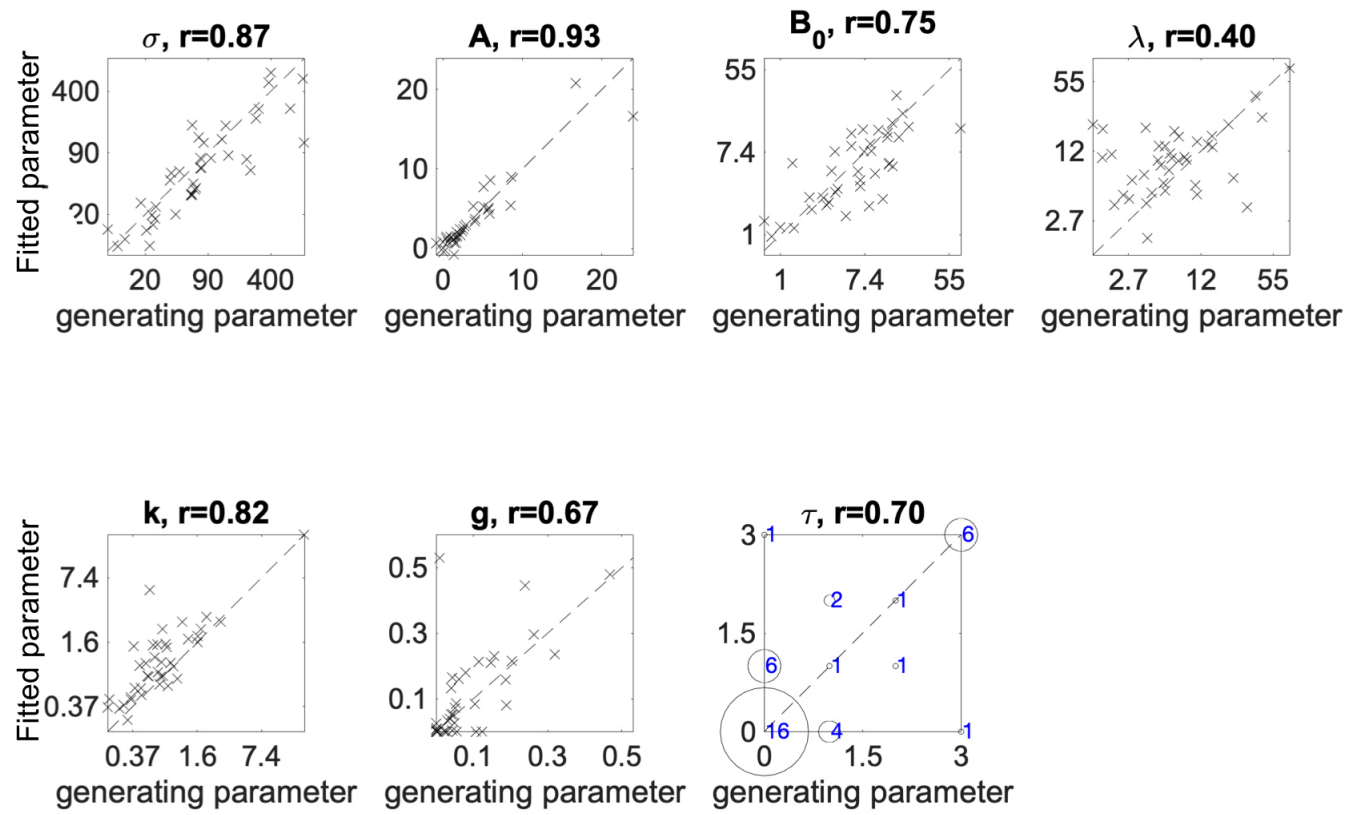 σ, r=0.87
A, r=0.93
B0, r=0.75
λ, r=0.40
Fitted parameter
400
90
20
20 90 400
generating parameter
20
10
0
0 10 20
generating parameter
55
7.4
1
1 7.4 55
generating parameter
55
12
2.7
2.7 12 55
generating parameter
k, r=0.82
g, r=0.67
τ, r=0.70
Fitted parameter
7.4
1.6
0.37
0.37 1.6 7.4
generating parameter
0.5
0.3
0.1
0.1 0.3 0.5
generating parameter
3 1 6
2 1
1.5
6 1 1
0 16 4 1
0 1.5 3
generating parameter